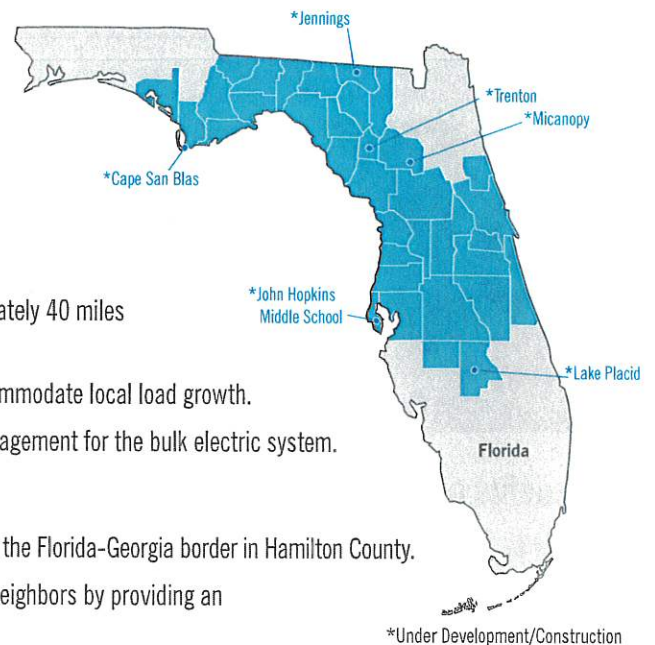 *Jennings
*Trenton
*Micanopy
*Cape San Blas
*John Hopkins
Middle School
*Lake Placid
Florida
ately 40 miles
mmodate local load growth.
agement for the bulk electric system.
the Florida-Georgia border in Hamilton County.
eighbors by providing an
*Under Development/Construction